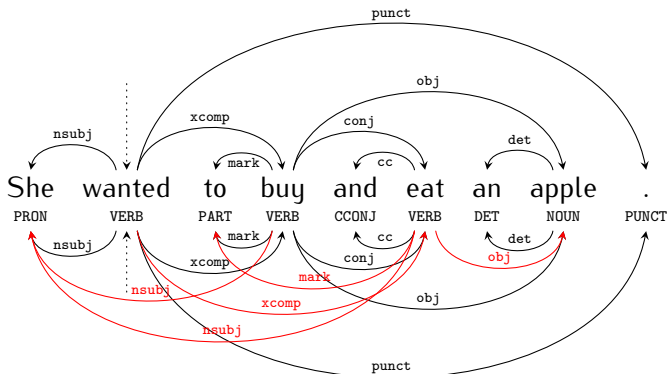 punct
obj
nsubj xcomp conj det
mark cc
She wanted to buy and eat an apple .
PRON VERB PART VERB CCONJ VERB DET NOUN PUNCT
nsubj mark cc det
xcomp conj obj
mark
nsubj xcomp obj
nsubj
punct